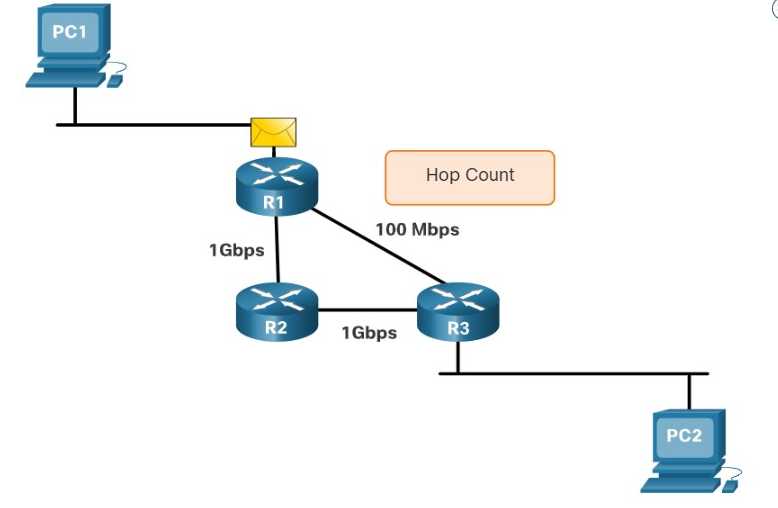 PC1
Hop Count
R1
100 Mbps
1Gbps
R2
R3
1Gbps
PC2